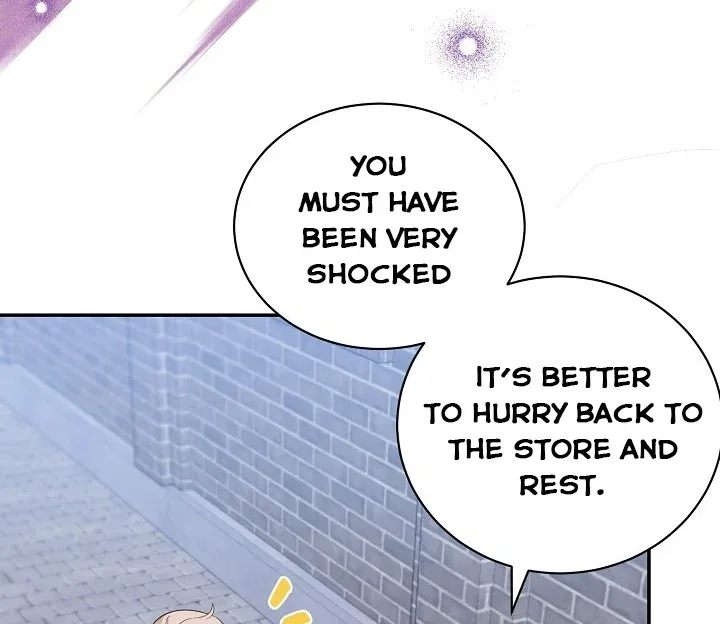 YOU
MUST HAVE
BEEN VERY
SHOCKED
IT'S BETTER
TO HURRY BACK TO
THE STORE AND
REST.